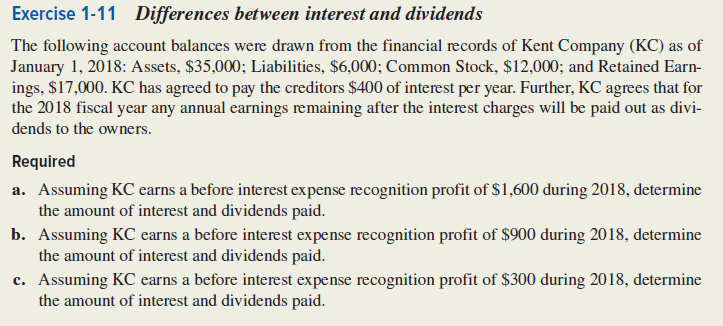 Exercise 1-11 Differences between interest and dividends
The following account balances were drawn from the financial records of Kent Company (KC) as of
January 1, 2018: Assets, $35,000; Liabilities, $6,000; Common Stock, $12,000; and Retained Earn-
ings, $17,000. KC has agreed to pay the creditors $400 of interest per year. Further, KC agrees that for
the 2018 fiscal year any annual earnings remaining after the interest charges will be paid out as divi-
dends to the owners.
Required
a. Assuming KC earns a before interest expense recognition profit of $1,600 during 2018, determine
the amount of interest and dividends paid.
b. Assuming KC earns a before interest expense recognition profit of $900 during 2018, determine
the amount of interest and dividends paid.
c. Assuming KC earns a before interest expense recognition profit of $300 during 2018, determine
the amount of interest and dividends paid.